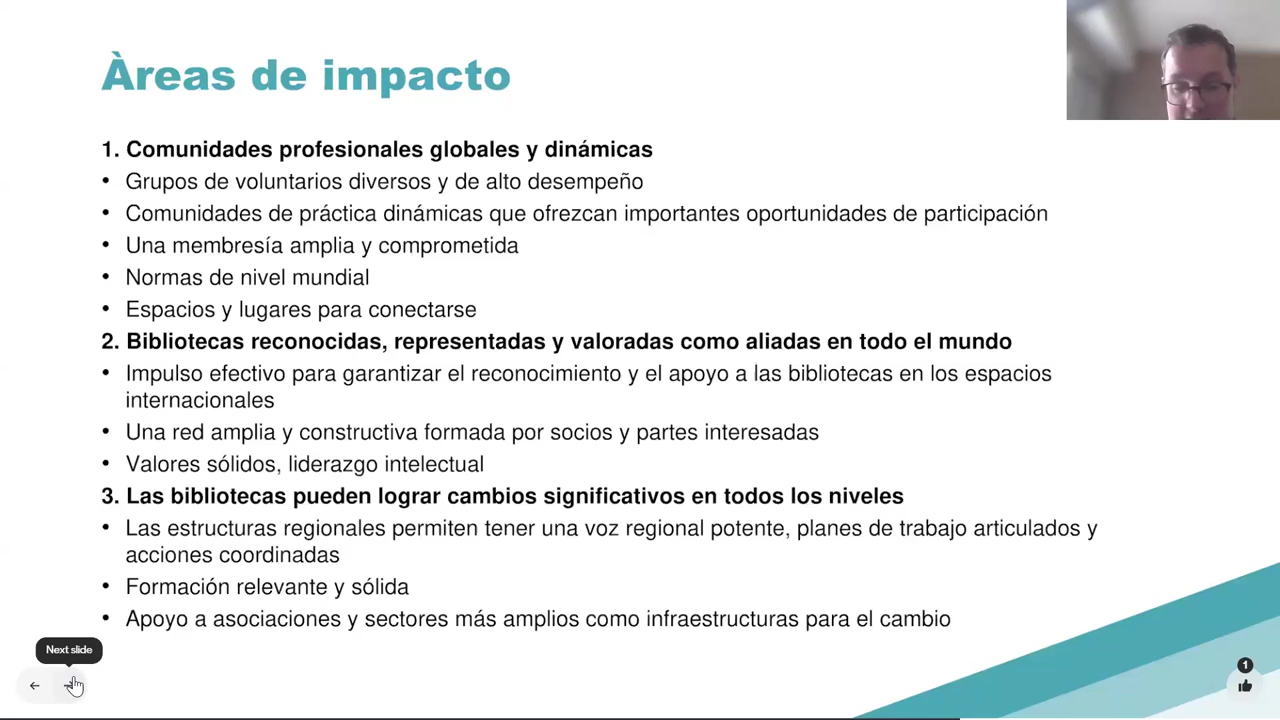 Àreas de impacto
1. Comunidades profesionales globales y dinámicas
• Grupos de voluntarios diversos y de alto desempeño
• Comunidades de práctica dinámicas que ofrezcan importantes oportunidades de participación
• Una membresía amplia y comprometida
• Normas de nivel mundial
• Espacios y lugares para conectarse
2. Bibliotecas reconocidas, representadas y valoradas como aliadas en todo el mundo
• Impulso efectivo para garantizar el reconocimiento y el apoyo a las bibliotecas en los espacios
internacionales
• Una red amplia y constructiva formada por socios y partes interesadas
• Valores sólidos, liderazgo intelectual
3. Las bibliotecas pueden lograr cambios significativos en todos los niveles
• Las estructuras regionales permiten tener una voz regional potente, planes de trabajo articulados y
acciones coordinadas
• Formación relevante y sólida
• Apoyo a asociaciones y sectores más amplios como infraestructuras para el cambio
Next slide
1